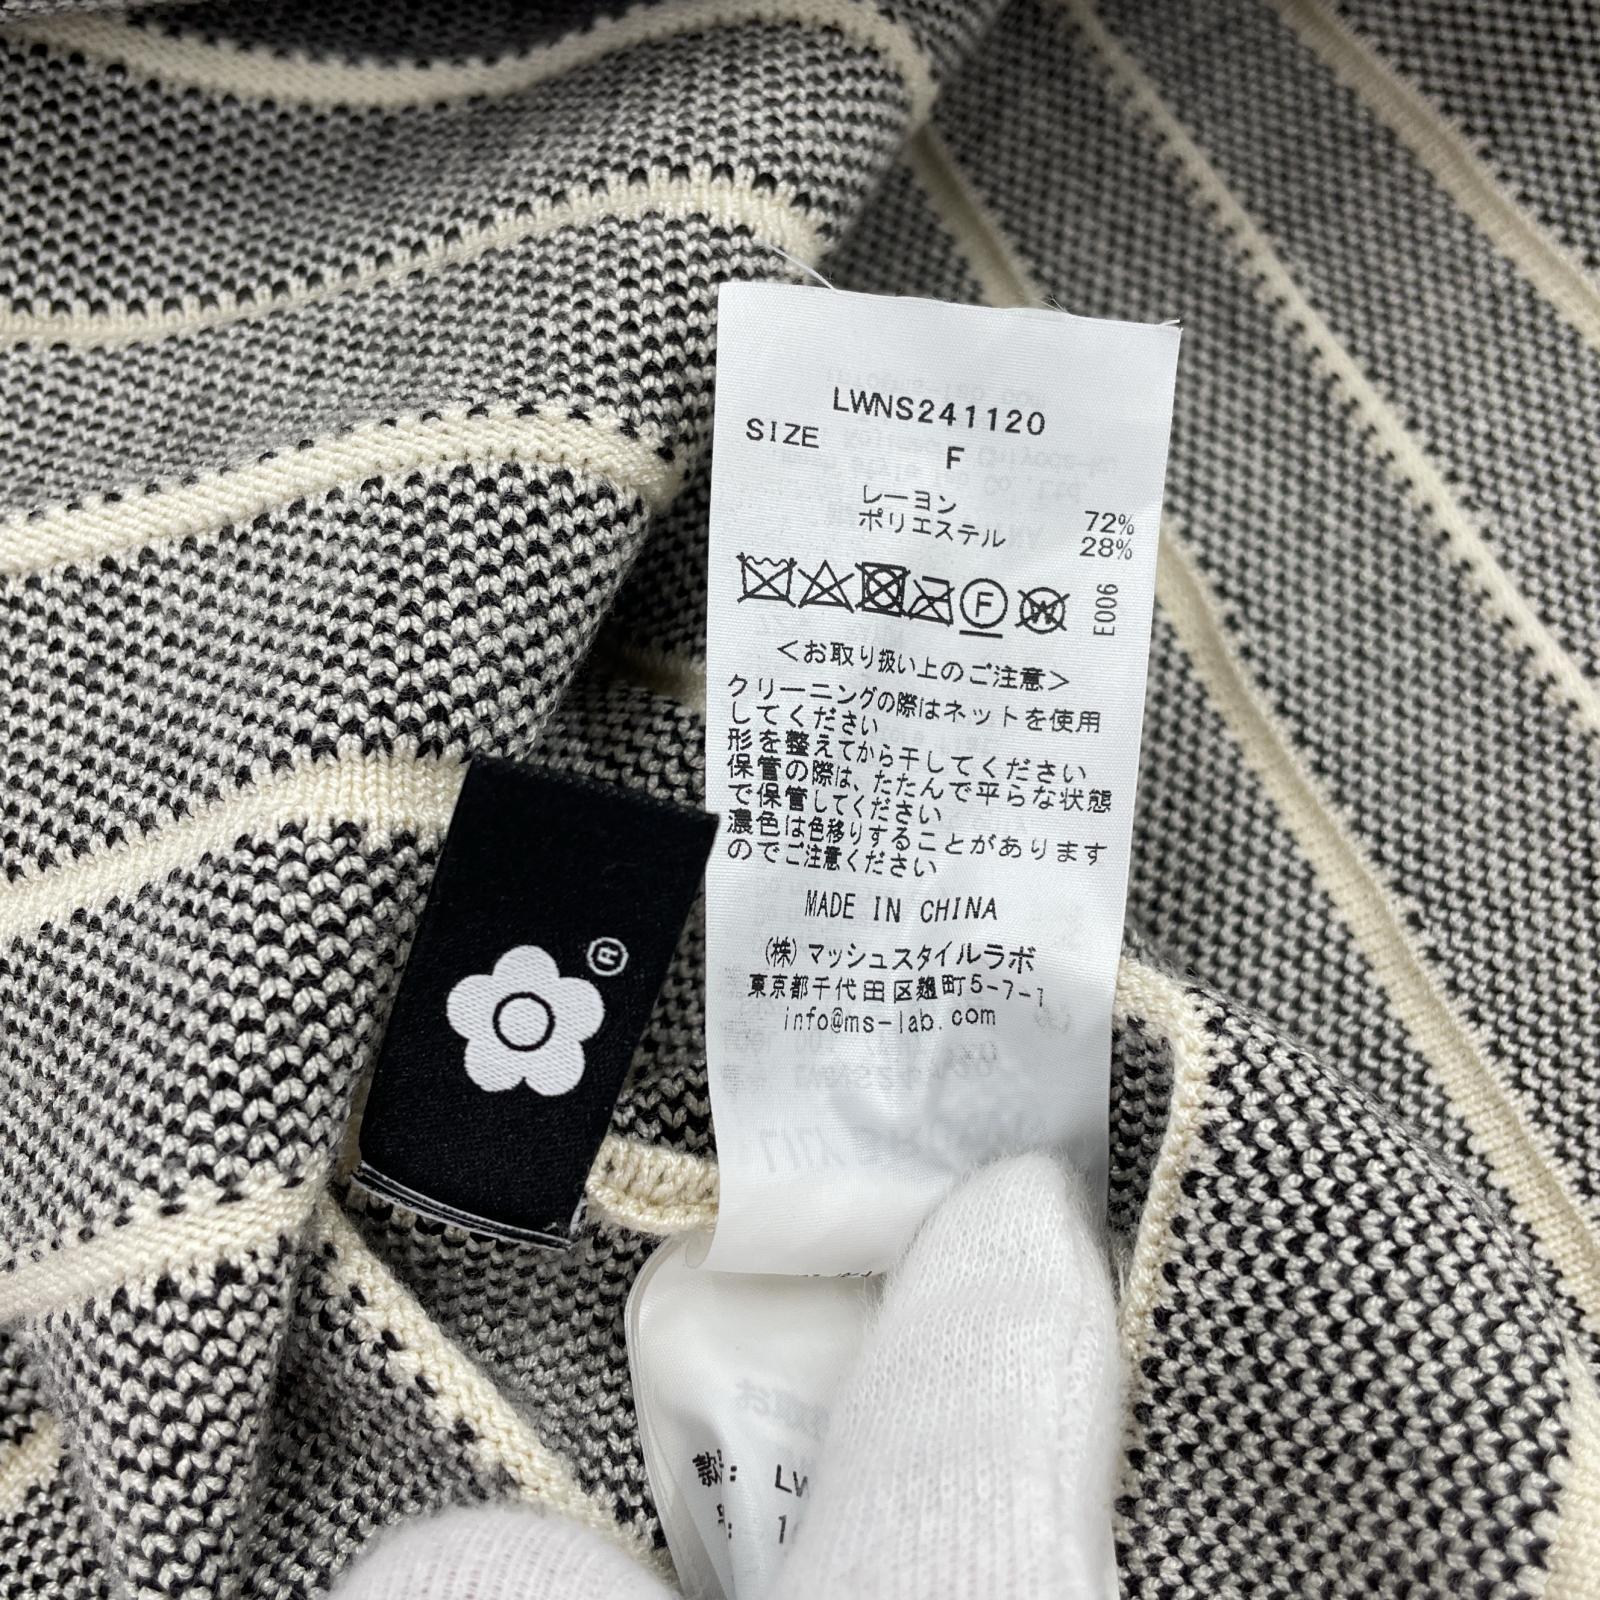 LWNS241120
SIZE F
レーヨン 72%
ポリエステル 28%
F W E006
<お取り扱い上のご注意>
クリーニングの際はネットを使用
してください
形を整えてから干してください
保管の際は、たたんで平らな状態
で保管してください
濃色は色移りすることがあります
のでご注意ください
MADE IN CHINA
(株)マッシュスタイルラボ
東京都千代田区麹町5-7-1
info@ms-lab.com
®
款号: LW